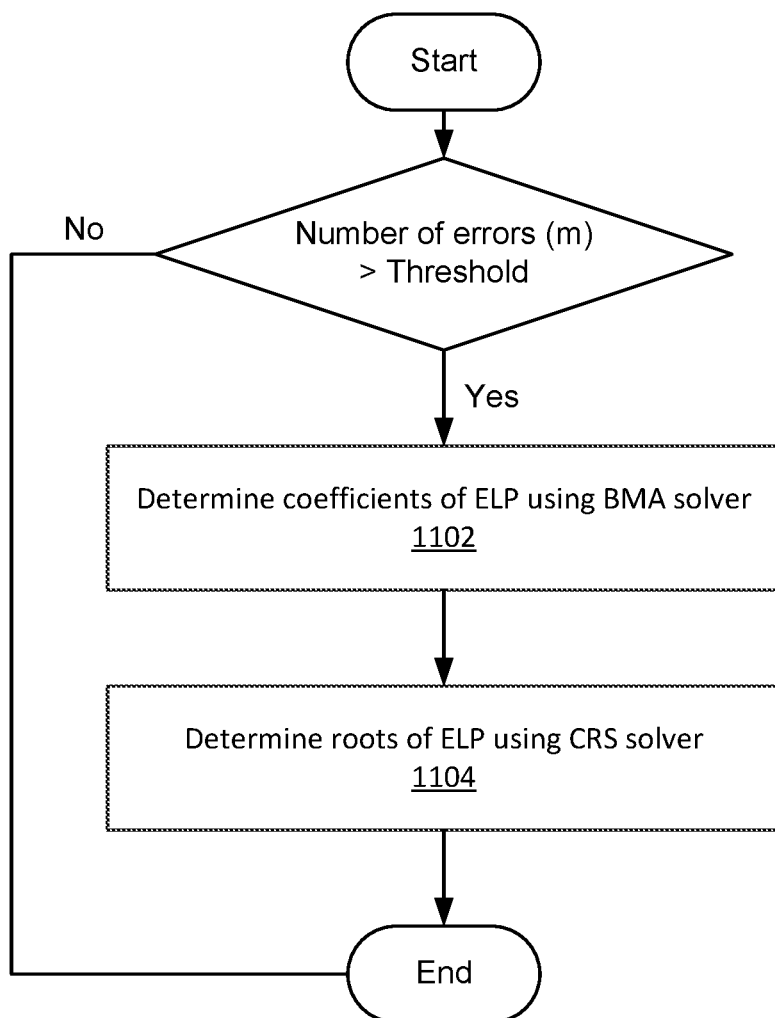 Start
No
Number of errors (m)
> Threshold
Yes
Determine coefficients of ELP using BMA solver
1102
Determine roots of ELP using CRS solver
1104
End